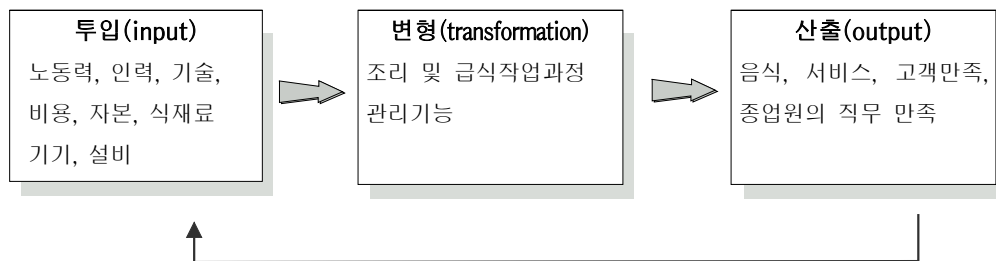 투입(input)
노동력, 인력, 기술,
비용, 자본, 식재료
기기, 설비
변형(transformation)
조리 및 급식작업과정
관리기능
산출(output)
음식, 서비스, 고객만족,
종업원의 직무 만족